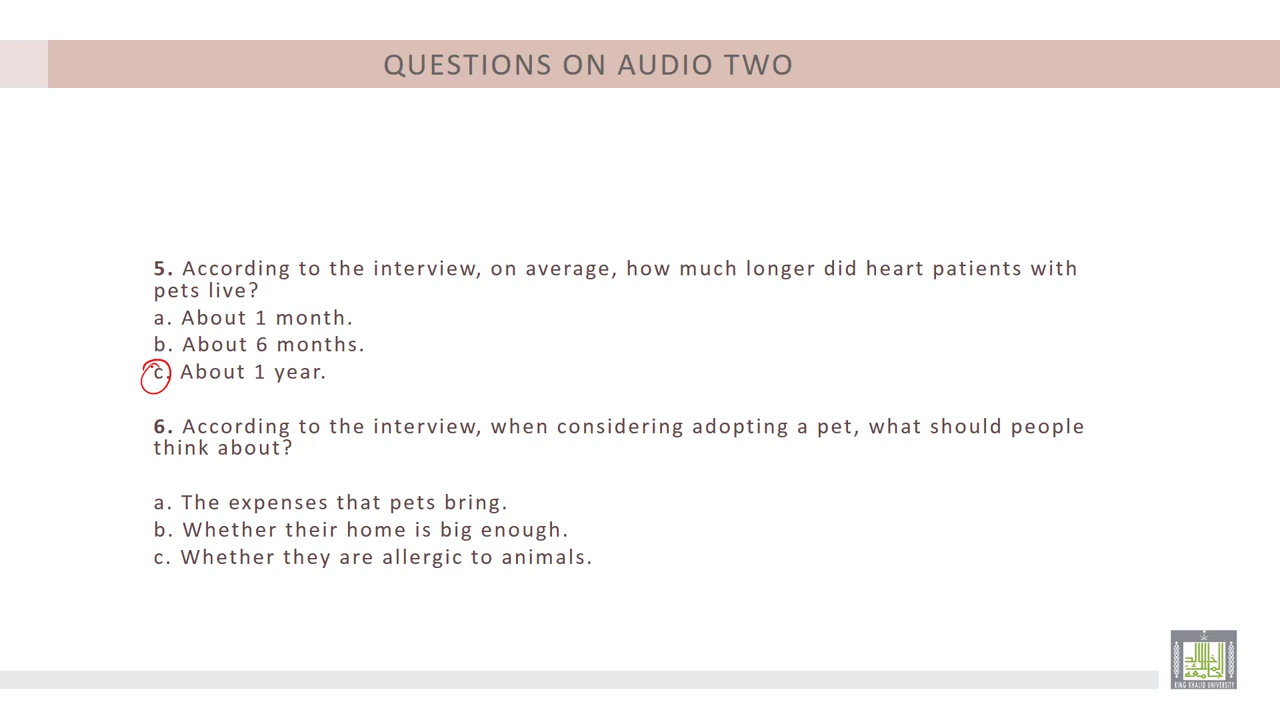 QUESTIONS ON AUDIO TWO
5. According to the interview, on average, how much longer did heart patients with
pets live?
a. About 1 month.
b. About 6 months.
c. About 1 year.
6. According to the interview, when considering adopting a pet, what should people
think about?
a. The expenses that pets bring.
b. Whether their home is big enough.
c. Whether they are allergic to animals.
KING KHALID UNIVERSITY